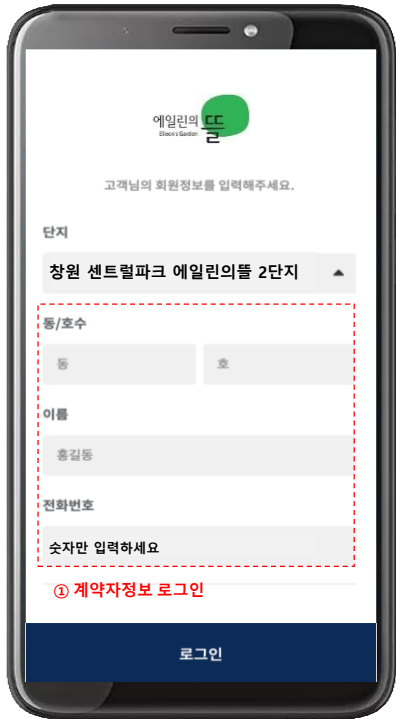 에일린의 뜰
Eileen's Garden
고객님의 회원정보를 입력해주세요.
단지
창원 센트럴파크 에일린의뜰 2단지
동/호수
동 호
이름
홍길동
전화번호
숫자만 입력하세요
① 계약자정보 로그인
로그인